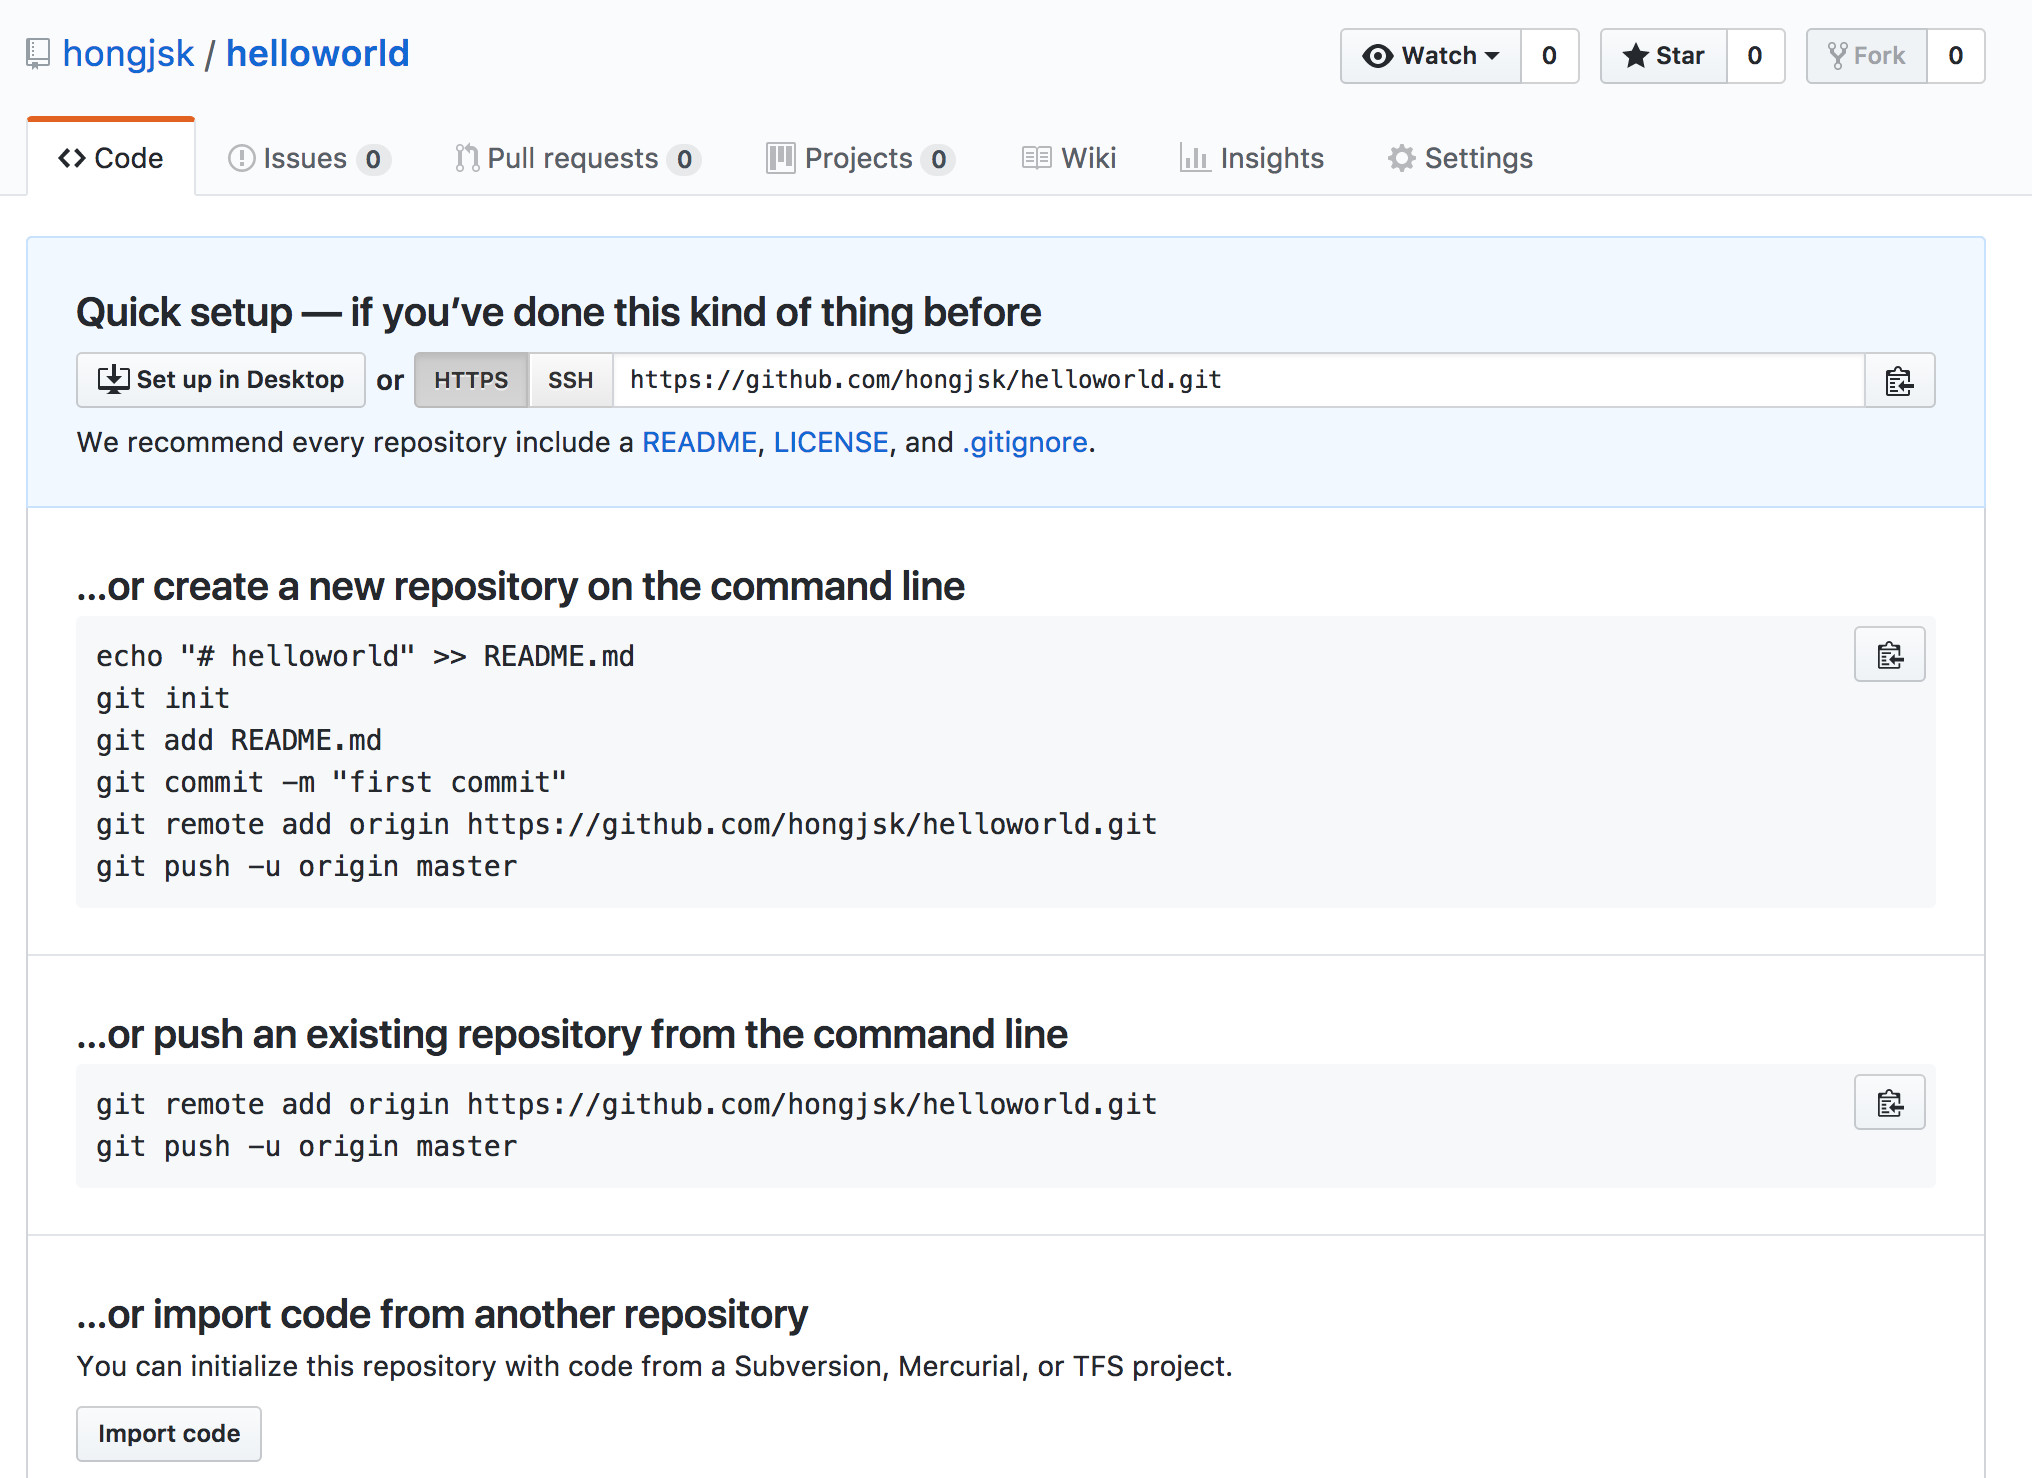 hongjsk / helloworld
Watch 0 Star 0 Fork 0
Code Issues 0 Pull requests 0 Projects 0 Wiki Insights Settings
Quick setup — if you’ve done this kind of thing before
Set up in Desktop or HTTPS SSH https://github.com/hongjsk/helloworld.git
We recommend every repository include a README, LICENSE, and .gitignore.
…or create a new repository on the command line
echo "# helloworld" >> README.md
git init
git add README.md
git commit -m "first commit"
git remote add origin https://github.com/hongjsk/helloworld.git
git push -u origin master
…or push an existing repository from the command line
git remote add origin https://github.com/hongjsk/helloworld.git
git push -u origin master
…or import code from another repository
You can initialize this repository with code from a Subversion, Mercurial, or TFS project.
Import code